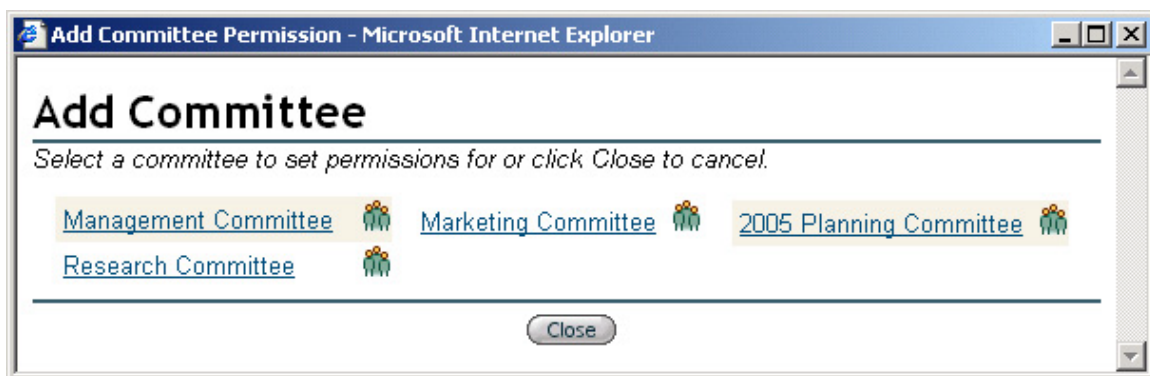 Add Committee Permission - Microsoft Internet Explorer
Add Committee
Select a committee to set permissions for or click Close to cancel.
Management Committee Marketing Committee 2005 Planning Committee
Research Committee
Close